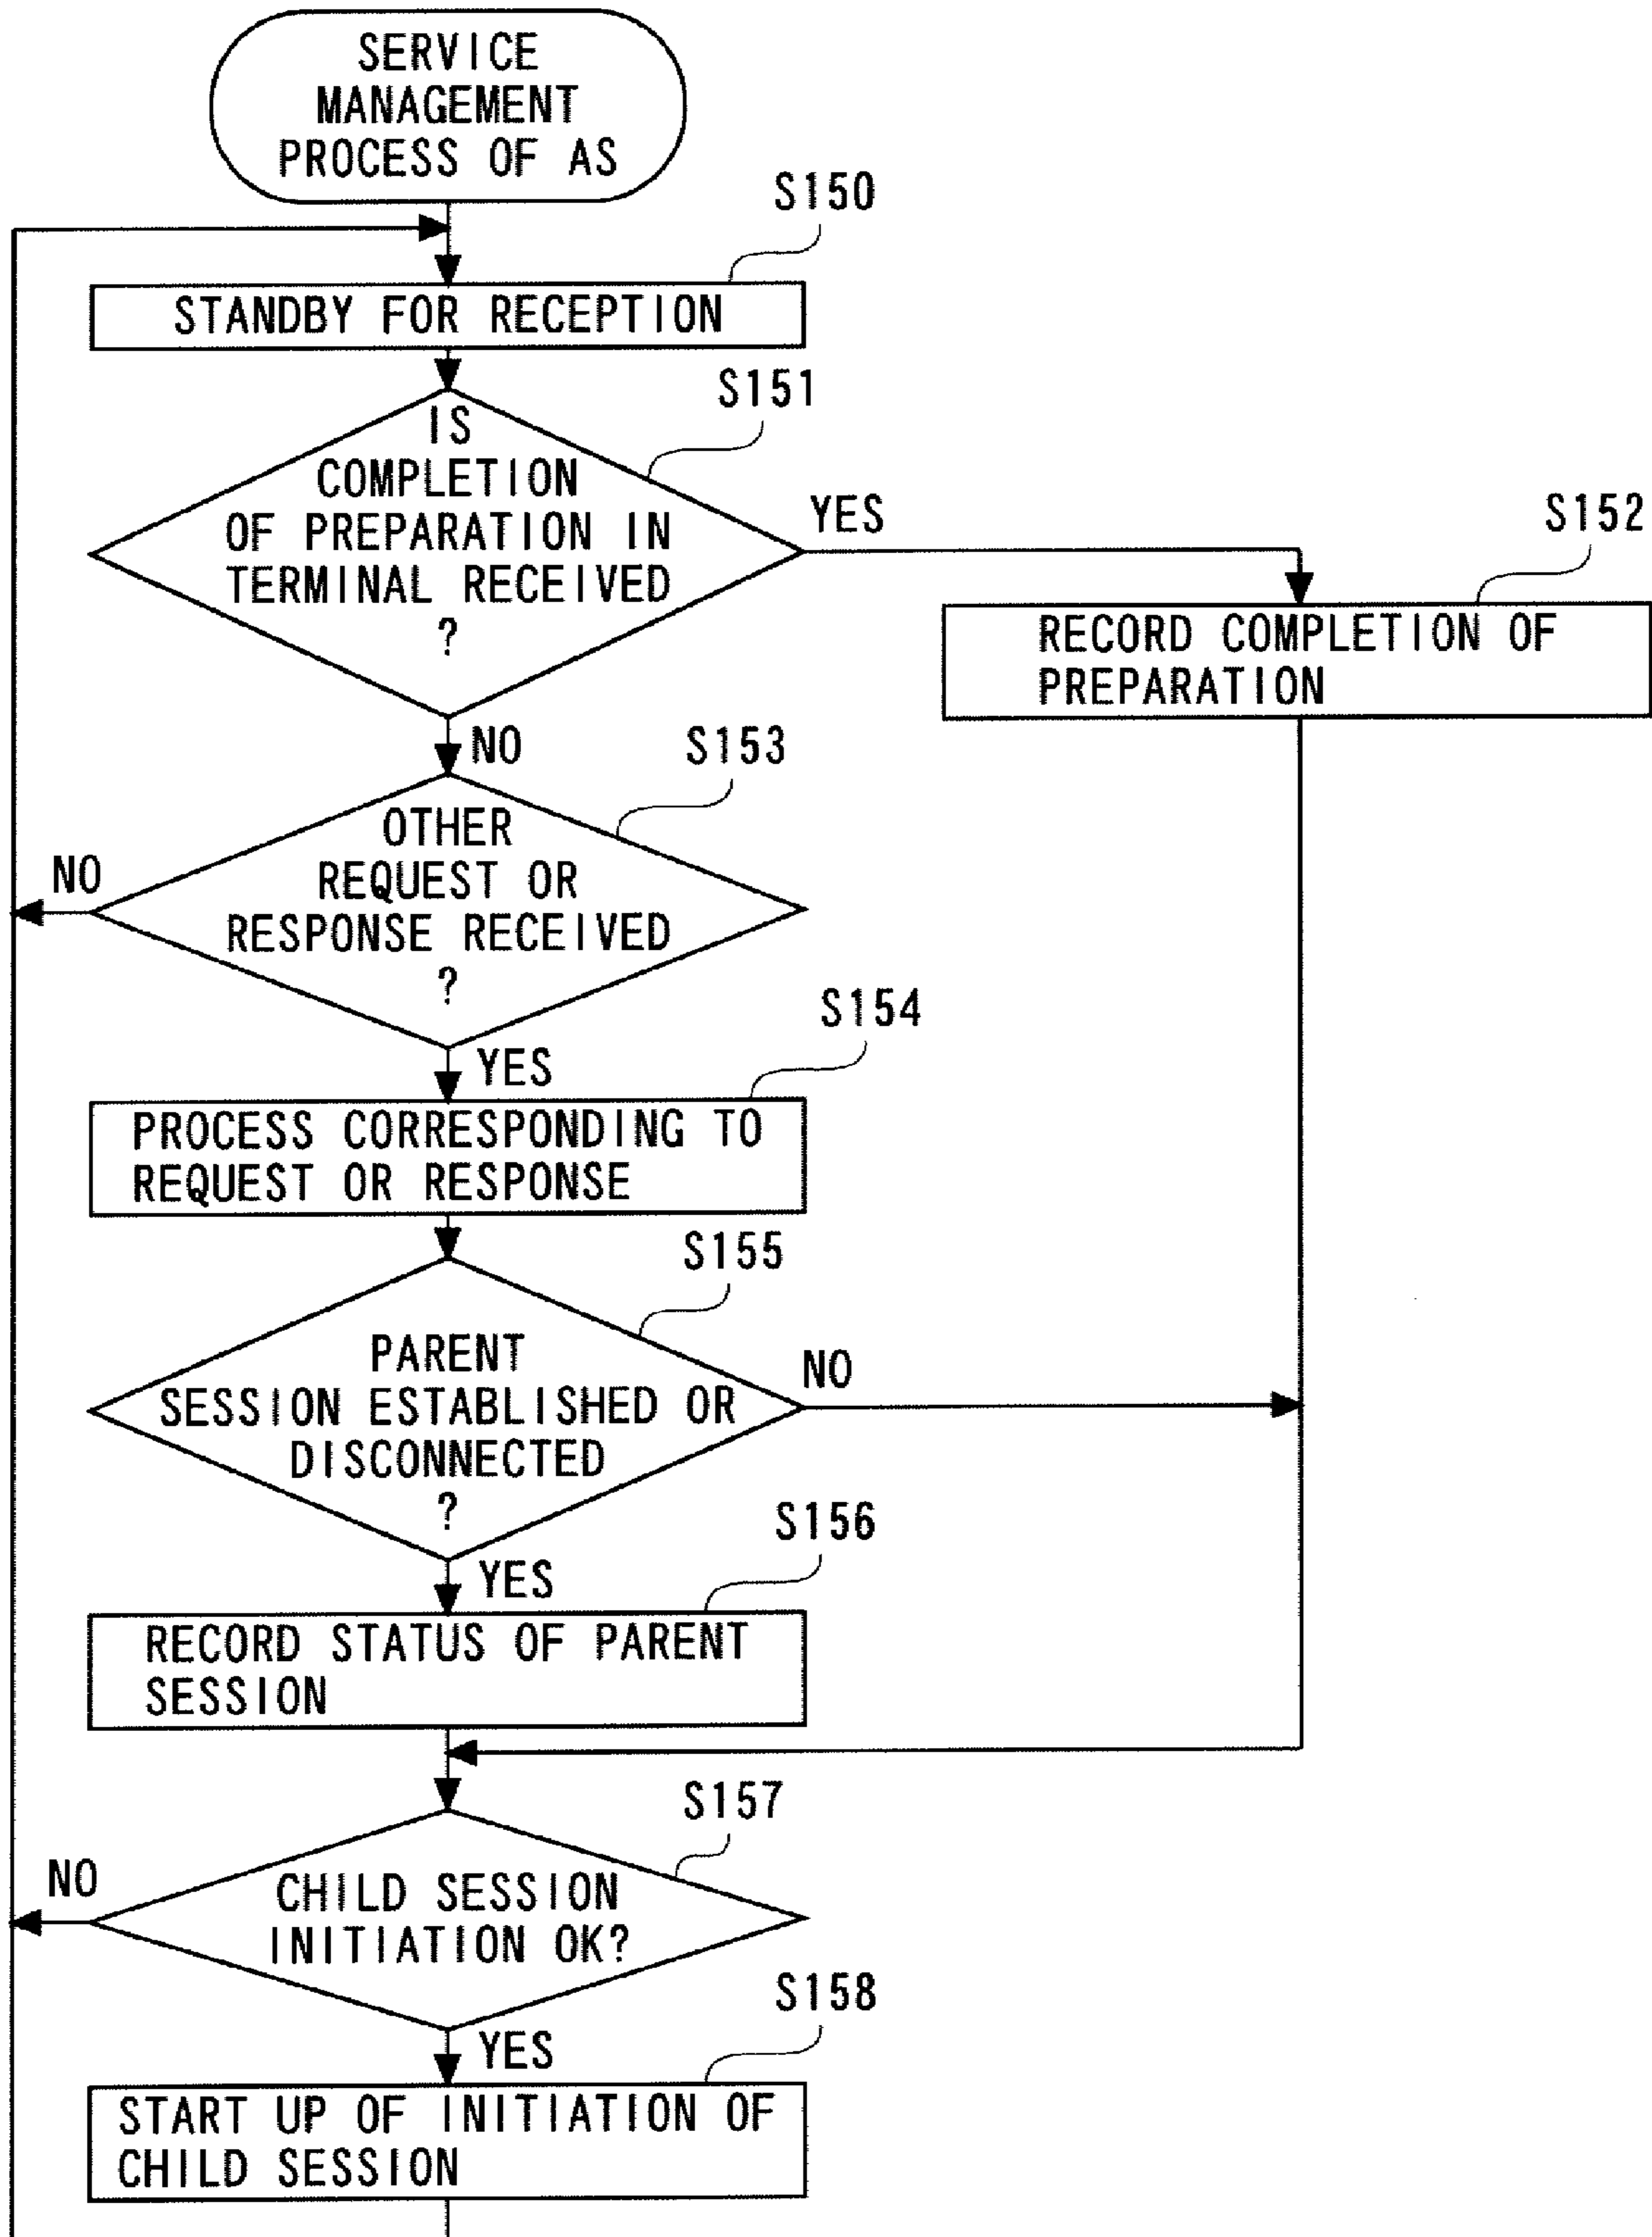 SERVICE
MANAGEMENT
PROCESS OF AS
S150
STANDBY FOR RECEPTION
S151
IS
COMPLETION
OF PREPARATION IN
TERMINAL RECEIVED
?
YES
S152
RECORD COMPLETION OF
PREPARATION
NO
S153
OTHER
REQUEST OR
RESPONSE RECEIVED
?
NO
YES
S154
PROCESS CORRESPONDING TO
REQUEST OR RESPONSE
S155
PARENT
SESSION ESTABLISHED OR
DISCONNECTED
?
NO
YES
S156
RECORD STATUS OF PARENT
SESSION
S157
CHILD SESSION
INITIATION OK?
NO
YES
S158
START UP OF INITIATION OF
CHILD SESSION